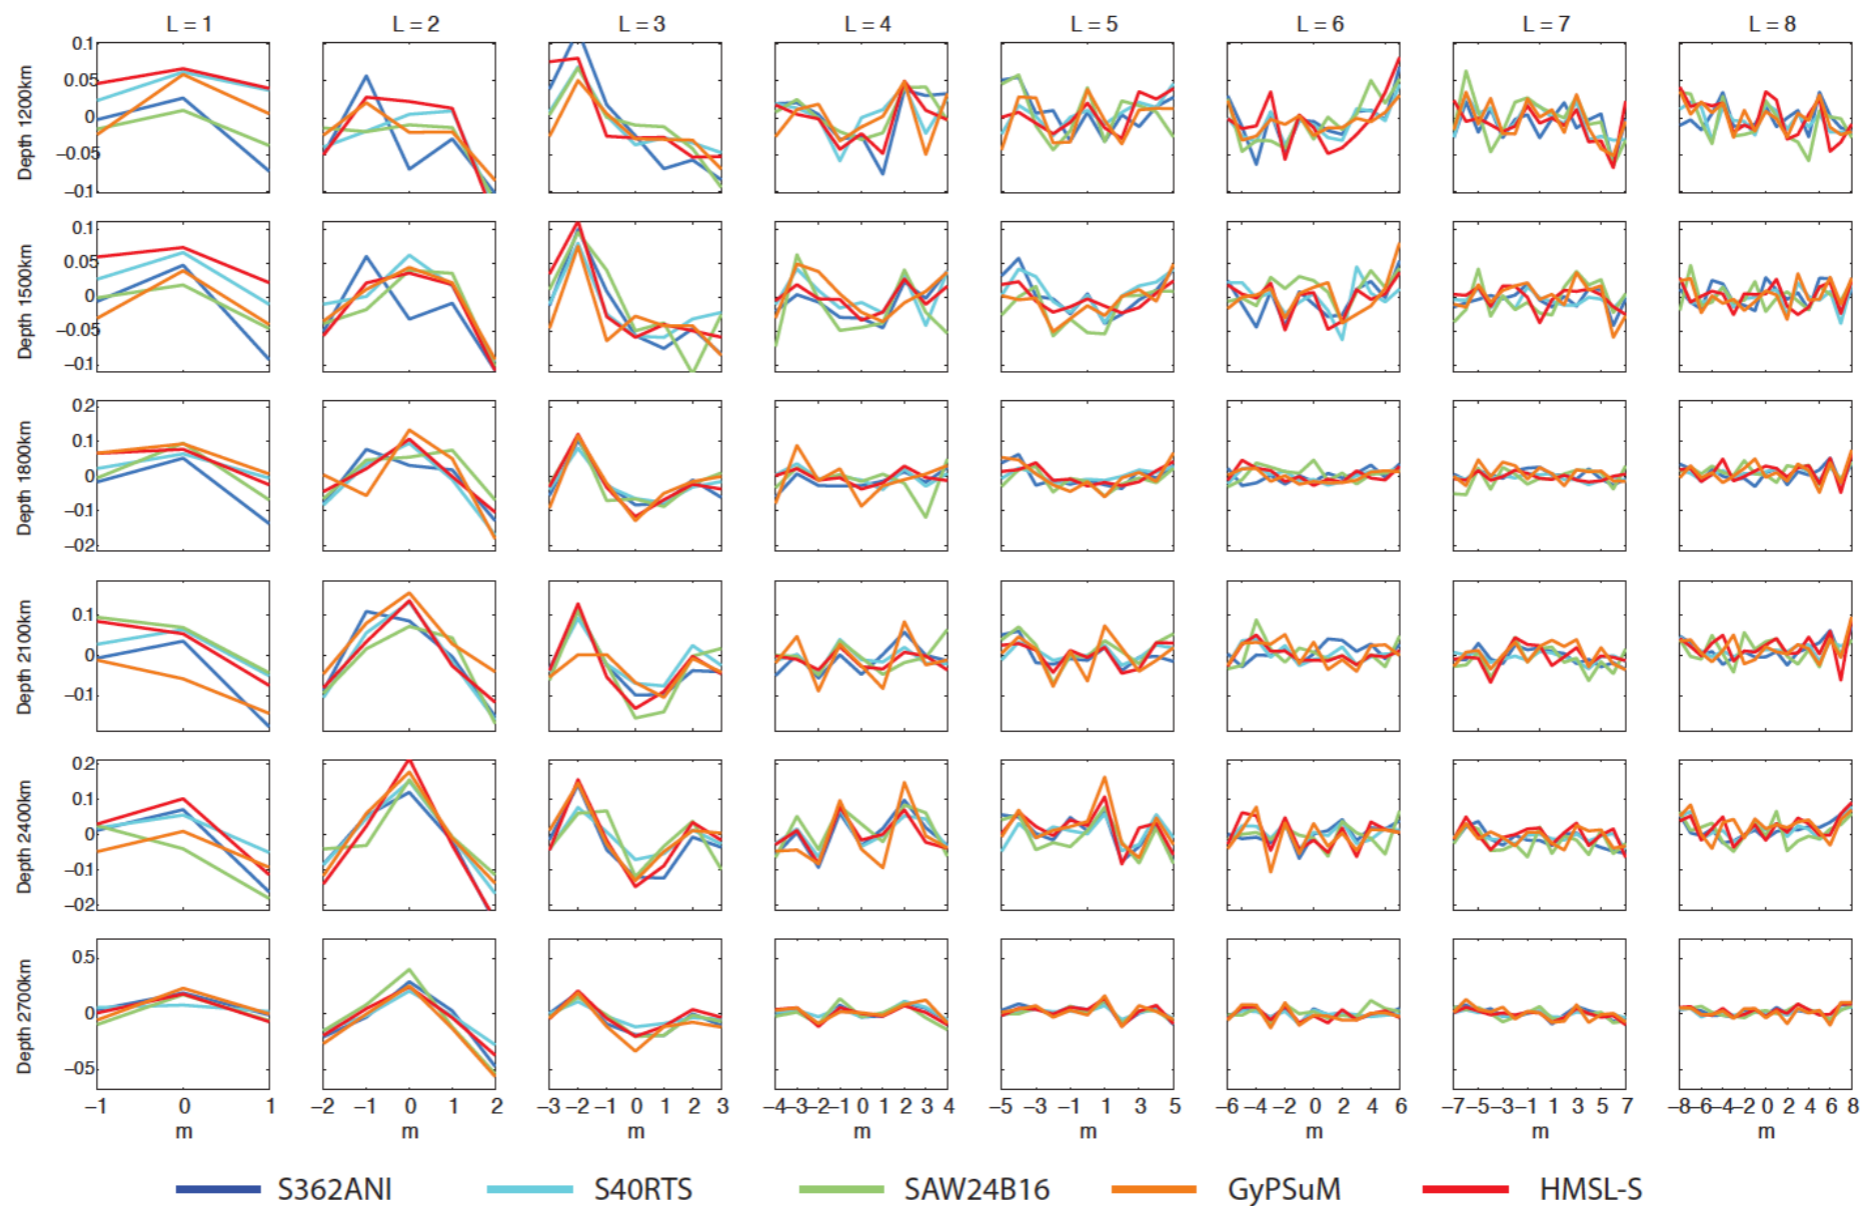 L = 1 L = 2 L = 3 L = 4 L = 5 L = 6 L = 7 L = 8
Depth 1200km
0.1
0.05
0
−0.05
−0.1
Depth 1500km
0.1
0.05
0
−0.05
−0.1
Depth 1800km
0.2
0.1
0
−0.1
−02
Depth 2100km
0.1
0
−0.1
Depth 2400km
0.2
0.1
0
−0.1
−02
Depth 2700km
0.5
0
−05
−1 0 1 −2 −1 0 1 2 −3 −2 −1 0 1 2 3 −4−3−2−1 0 1 2 3 4 −5 −3 −1 1 3 5 −6 −4 −2 0 2 4 6 −7−5−3−1 1 3 5 7 −8−6−4−2 0 2 4 6 8
m m m m m m m m
S362ANI S40RTS SAW24B16 GyPSuM HMSL-S